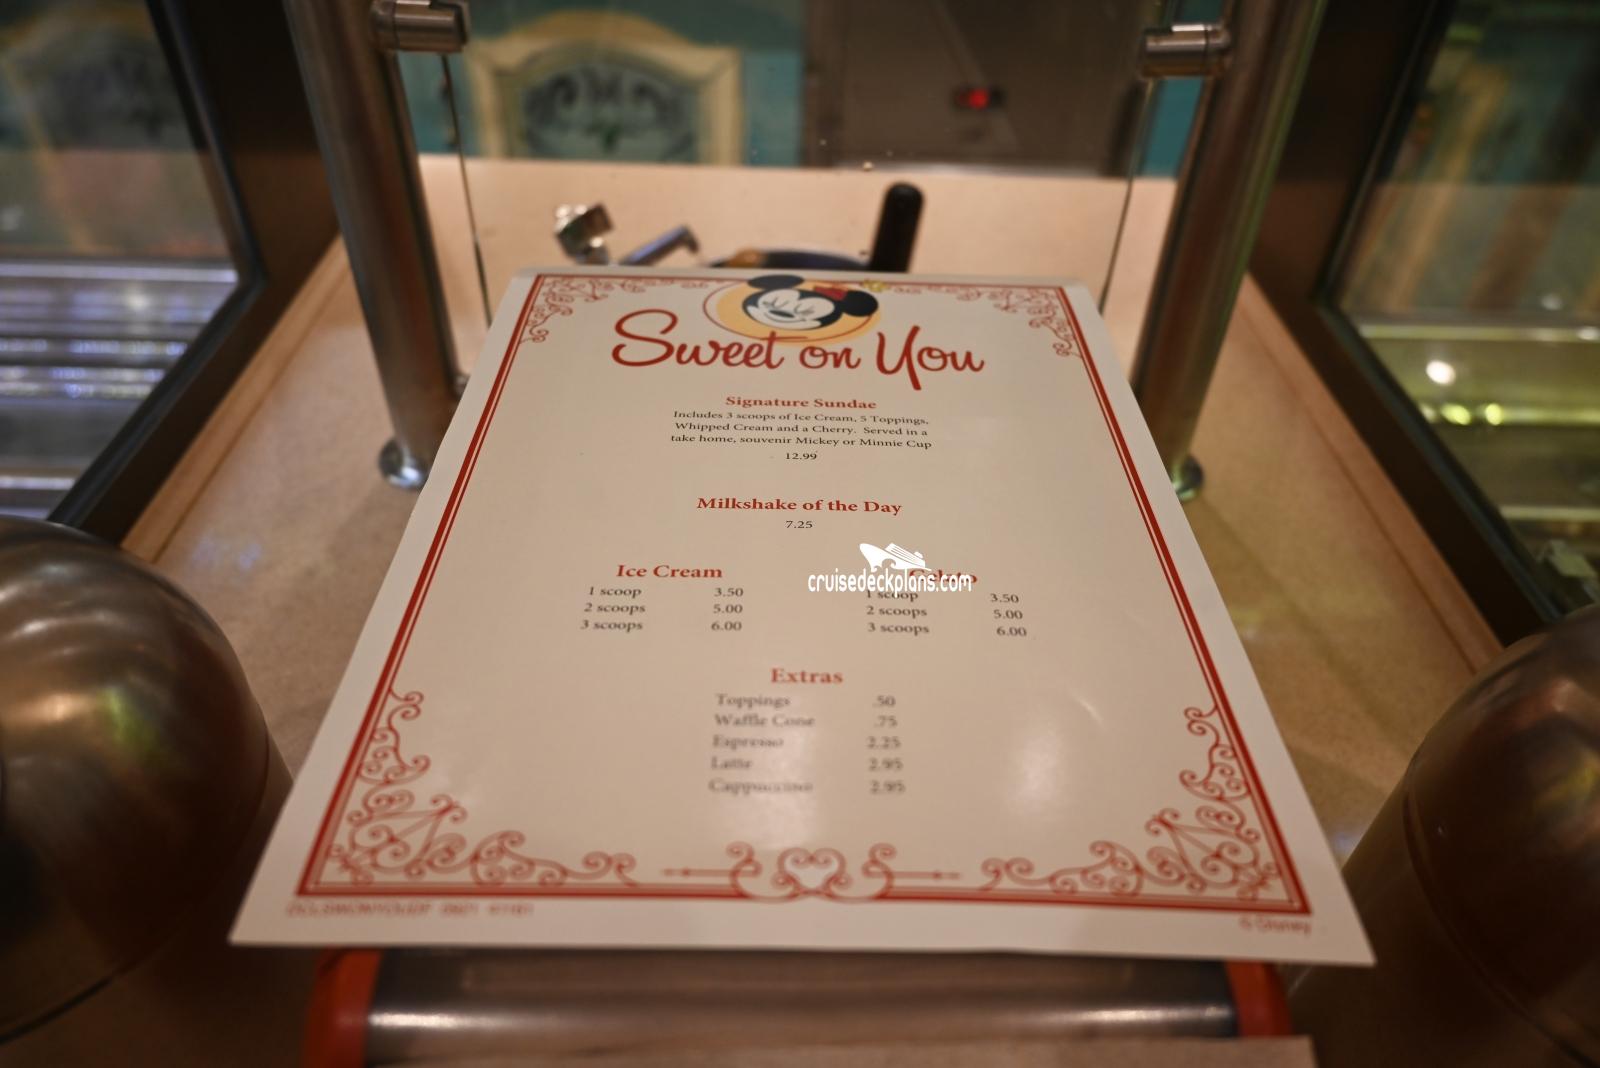 Sweet on You
Signature Sundae
Includes 3 scoops of Ice Cream, 5 Toppings,
Whipped Cream and a Cherry. Served in a
take home, souvenir Mickey or Minnie Cup
12.99
Milkshake of the Day
7.25
Ice Cream
1 scoop 3.50
2 scoops 5.00
3 scoops 6.00
cruisedeckplans.com
Gelato
1 scoop 3.50
2 scoops 5.00
3 scoops 6.00
Extras
Toppings .50
Waffle Cone .75
Espresso 2.25
Latte 2.95
Cappuccino 2.95
© Disney